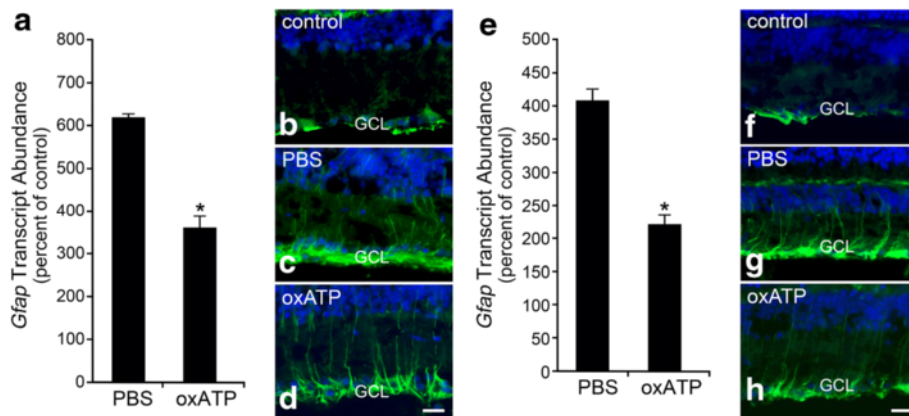 a
Gfap Transcript Abundance
(percent of control)
800
700
600
500
400
300
200
100
0
PBS
oxATP
*
control
b
GCL
PBS
c
GCL
oxATP
d
GCL
e
Gfap Transcript Abundance
(percent of control)
500
450
400
350
300
250
200
150
100
50
0
PBS
oxATP
*
control
f
GCL
PBS
g
GCL
oxATP
h
GCL